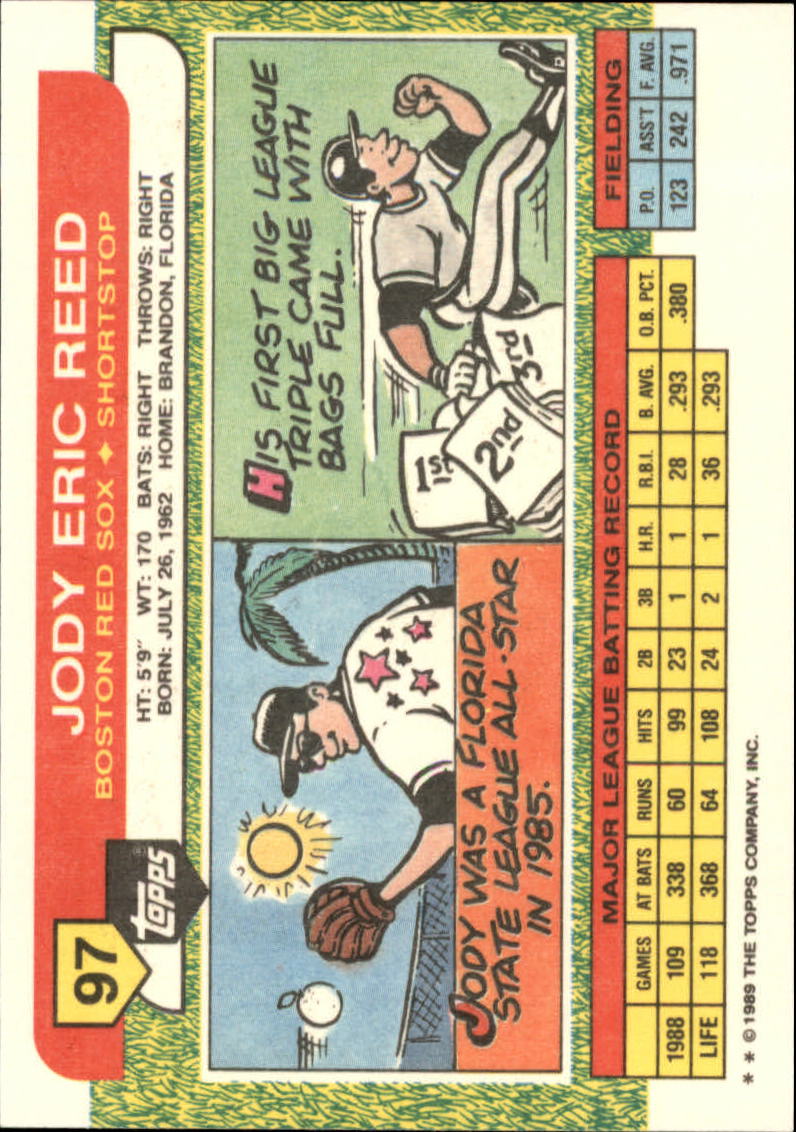 97
Topps®
JODY ERIC REED
BOSTON RED SOX ♦ SHORTSTOP
HT: 5'9" WT: 170 BATS: RIGHT THROWS: RIGHT
BORN: JULY 26, 1962 HOME: BRANDON, FLORIDA
JODY WAS A FLORIDA
STATE LEAGUE ALL-STAR
IN 1985.
HIS FIRST BIG LEAGUE
TRIPLE CAME WITH
BAGS FULL.
1st
2nd
3rd
MAJOR LEAGUE BATTING RECORD
GAMES AT BATS RUNS HITS 2B 3B H.R. R.B.I. B. AVG. O.B. PCT.
1988 109 338 60 99 23 1 1 28 .293 .380
LIFE 118 368 64 108 24 2 1 36 .293
FIELDING
P.O. ASS'T F. AVG.
123 242 .971
* * © 1989 THE TOPPS COMPANY, INC.